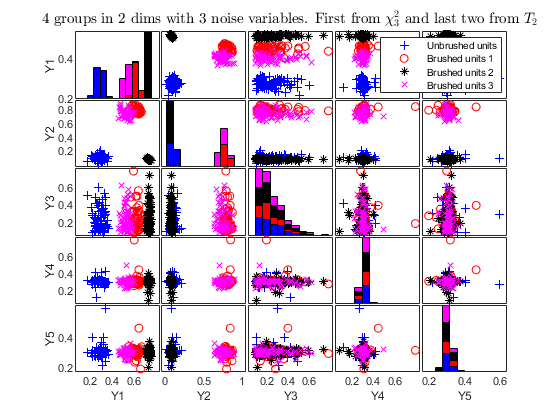 4 groups in 2 dims with 3 noise variables. First from χ²₃ and last two from T₂
Y1
0.4
0.2
Unbrushed units
Brushed units 1
Brushed units 2
Brushed units 3
Y2
0.8
0.6
0.4
0.2
Y3
0.6
0.4
0.2
Y4
0.6
0.4
0.2
Y5
0.4
0.2
0.2 0.4 0.6 0 0.5 1 0.2 0.4 0.6 0.2 0.4 0.6 0.2 0.4 0.6
Y1 Y2 Y3 Y4 Y5